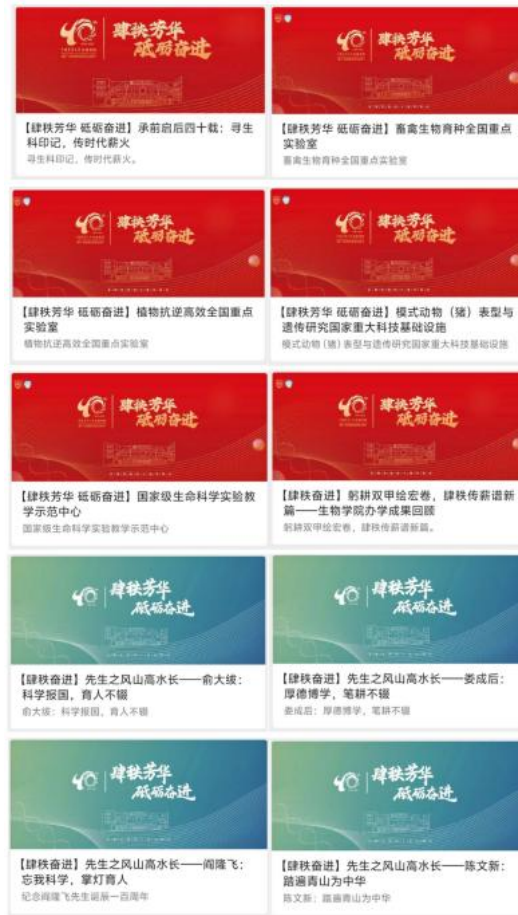 肆秩芳华
砥砺奋进
【肆秩芳华 砥砺奋进】承前启后四十载：寻生
科印记，传时代薪火
寻生科印记，传时代薪火。
肆秩芳华
砥砺奋进
【肆秩芳华 砥砺奋进】畜禽生物育种全国重点
实验室
畜禽生物育种全国重点实验室
肆秩芳华
砥砺奋进
【肆秩芳华 砥砺奋进】植物抗逆高效全国重点
实验室
植物抗逆高效全国重点实验室
肆秩芳华
砥砺奋进
【肆秩芳华 砥砺奋进】模式动物（猪）表型与
遗传研究国家重大科技基础设施
模式动物（猪）表型与遗传研究国家重大科技基础设施
肆秩芳华
砥砺奋进
【肆秩芳华 砥砺奋进】国家级生命科学实验教
学示范中心
国家级生命科学实验教学示范中心
肆秩芳华
砥砺奋进
【肆秩奋进】躬耕双甲绘宏卷，肆秩传薪谱新
篇——生物学院办学成果回顾
躬耕双甲绘宏卷，肆秩传薪谱新篇。
肆秩芳华
砥砺奋进
【肆秩奋进】先生之风山高水长——俞大绂：
科学报国，育人不辍
俞大绂：科学报国，育人不辍
肆秩芳华
砥砺奋进
【肆秩奋进】先生之风山高水长——娄成后：
厚德博学，笔耕不辍
娄成后：厚德博学，笔耕不辍
肆秩芳华
砥砺奋进
【肆秩奋进】先生之风山高水长——阎隆飞：
忘我科学，掌灯育人
纪念阎隆飞先生诞辰一百周年
肆秩芳华
砥砺奋进
【肆秩奋进】先生之风山高水长——陈文新：
踏遍青山为中华
陈文新：踏遍青山为中华